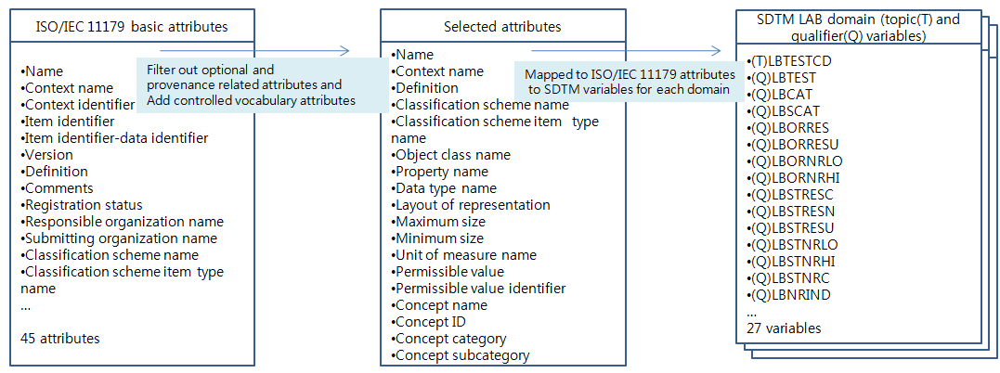 ISO/IEC 11179 basic attributes
•Name
•Context name
•Context identifier
•Item identifier
•Item identifier-data identifier
•Version
•Definition
•Comments
•Registration status
•Responsible organization name
•Submitting organization name
•Classification scheme name
•Classification scheme item type
name
...
45 attributes
Filter out optional and
provenance related attributes and
Add controlled vocabulary attributes
Selected attributes
•Name
•Context name
•Definition
•Classification scheme name
•Classification scheme item type
name
•Object class name
•Property name
•Data type name
•Layout of representation
•Maximum size
•Minimum size
•Unit of measure name
•Permissible value
•Permissible value identifier
•Concept name
•Concept ID
•Concept category
•Concept subcategory
Mapped to ISO/IEC 11179 attributes
to SDTM variables for each domain
SDTM LAB domain (topic(T) and
qualifier(Q) variables)
•(T)LBTESTCD
•(Q)LBTEST
•(Q)LBCAT
•(Q)LBSCAT
•(Q)LBORRES
•(Q)LBORRESU
•(Q)LBORNRLO
•(Q)LBORNRHI
•(Q)LBSTRESC
•(Q)LBSTRESN
•(Q)LBSTRESU
•(Q)LBSTNRLO
•(Q)LBSTNRHI
•(Q)LBSTNRC
•(Q)LBNRIND
...
27 variables